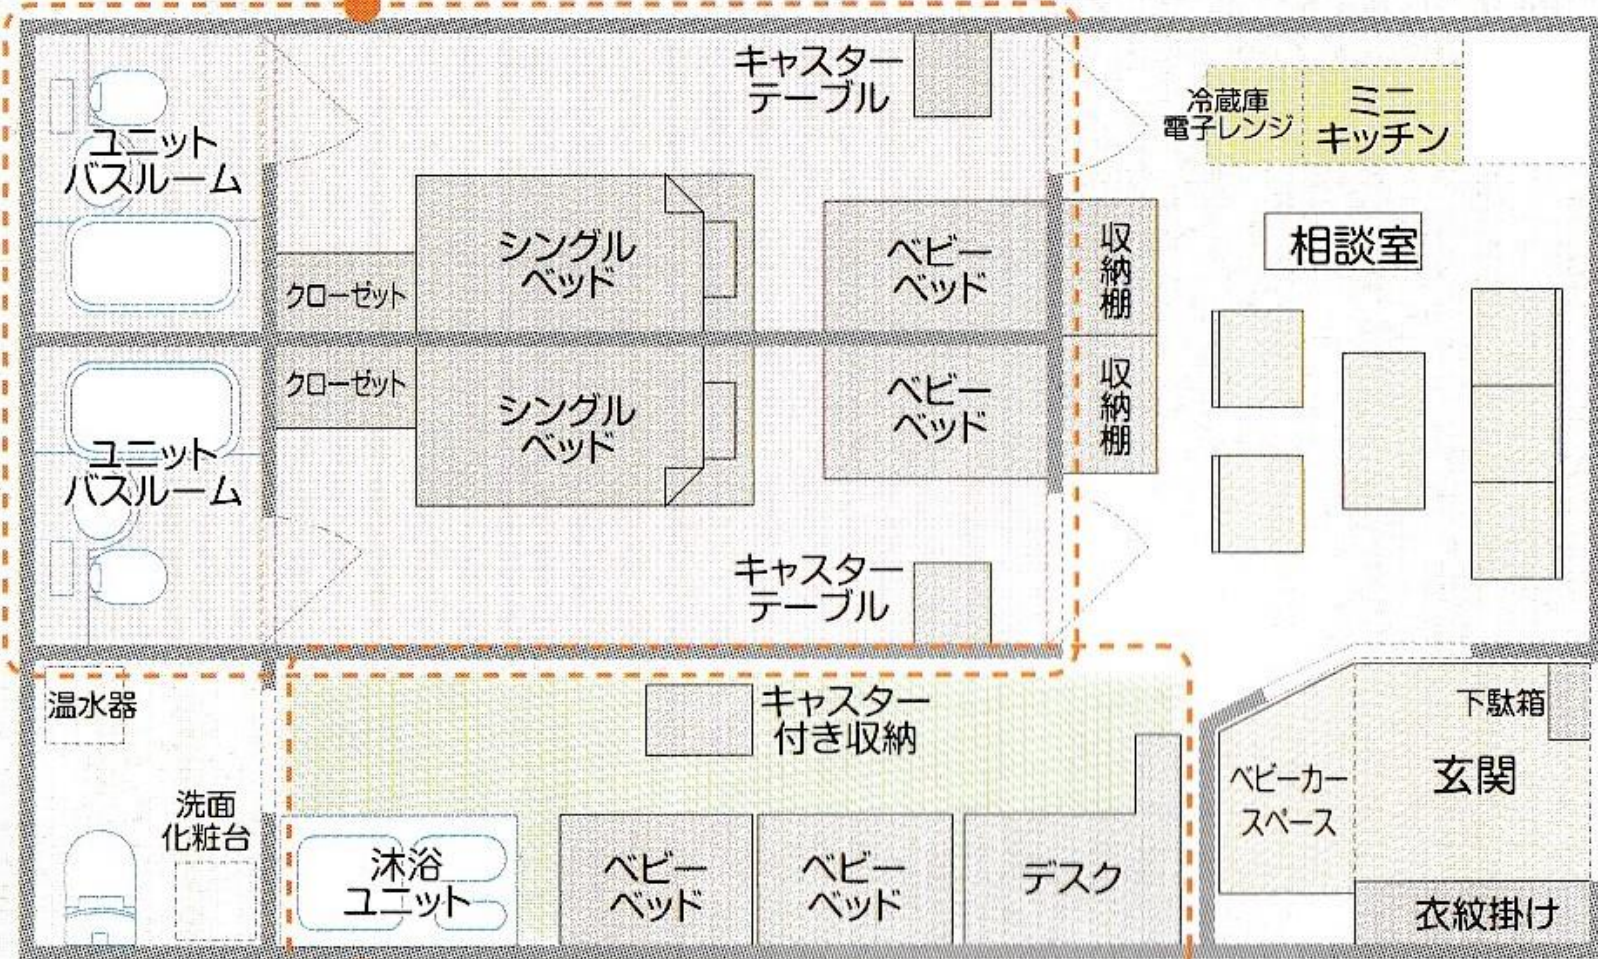 キャスター
テーブル
冷蔵庫
電子レンジ
ミニ
キッチン
ユニット
バスルーム
シングル
ベッド
ベビー
ベッド
収納棚
相談室
クローゼット
クローゼット
シングル
ベッド
ベビー
ベッド
収納棚
ユニット
バスルーム
キャスター
テーブル
温水器
キャスター
付き収納
下駄箱
洗面
化粧台
ベビーカー
スペース
玄関
沐浴
ユニット
ベビー
ベッド
ベビー
ベッド
デスク
衣紋掛け